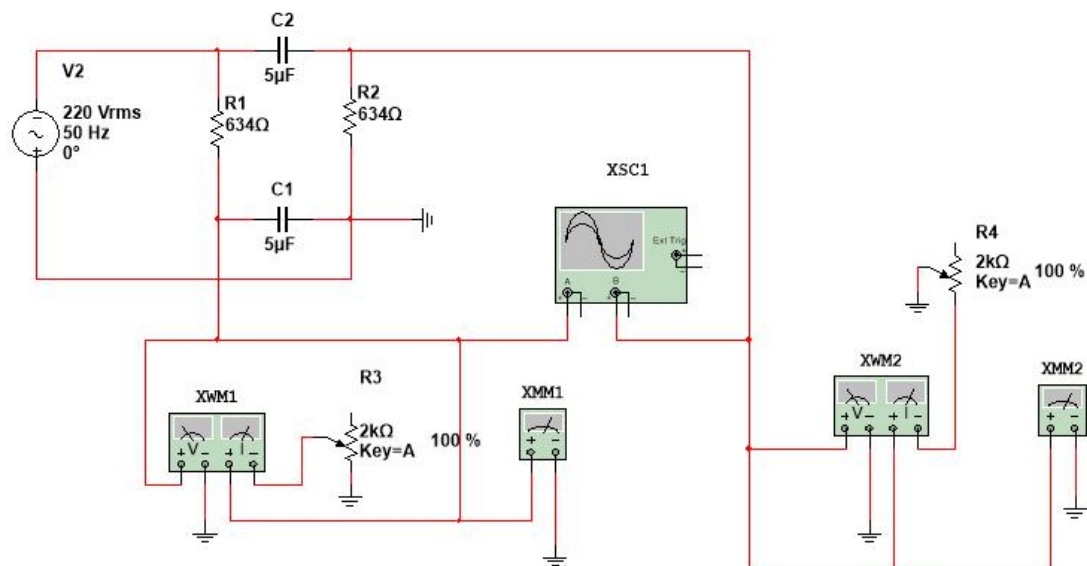 C2
5µF
V2
220 Vrms
50 Hz
0°
R1
634Ω
R2
634Ω
C1
5µF
XSC1
Ext Trig
+
−
A
B
+ − + −
R4
2kΩ
Key=A
100 %
R3
2kΩ
Key=A
100 %
XWM1
V I
+ − + −
XMM1
+ −
XWM2
V I
+ − + −
XMM2
+ −